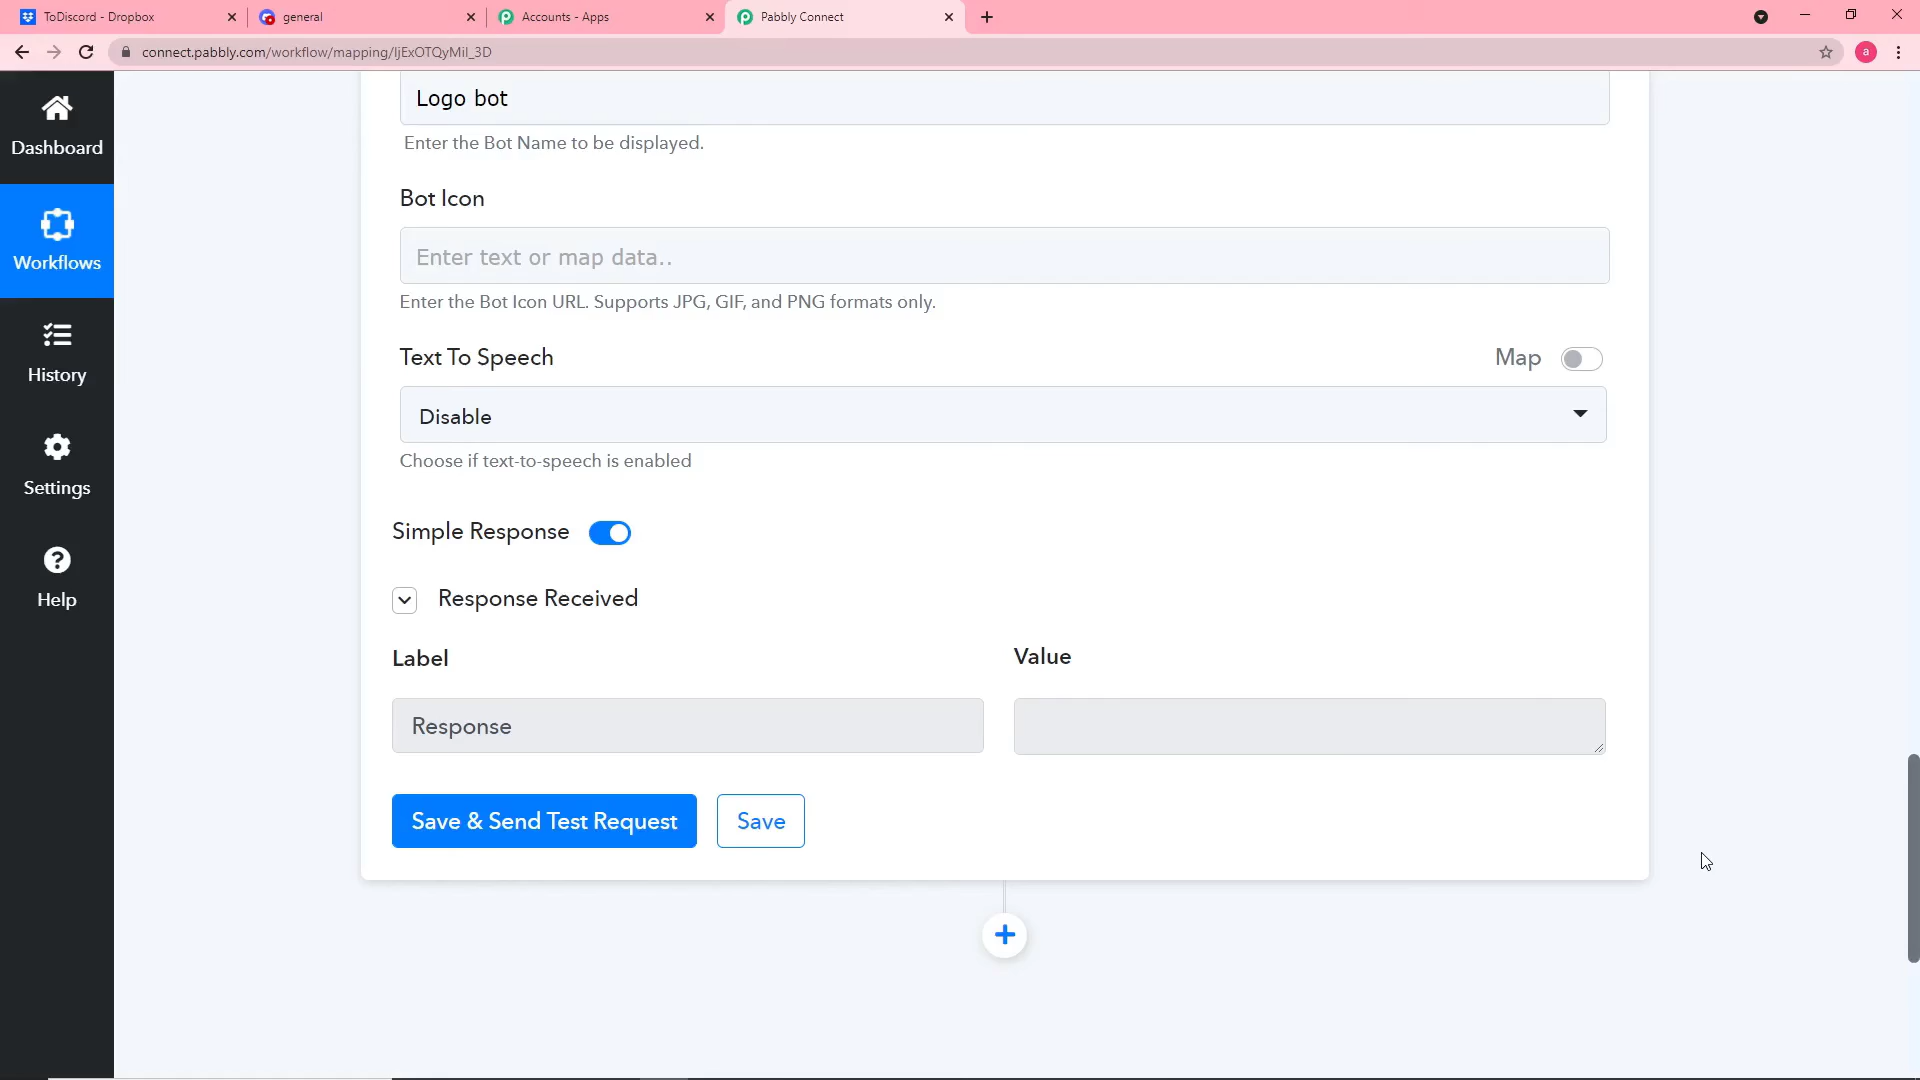 ToDiscord - Dropbox
general
Accounts - Apps
Pabbly Connect
connect.pabbly.com/workflow/mapping/IjExOTQyMiI_3D
a
Dashboard
Workflows
History
Settings
Help
Logo bot
Enter the Bot Name to be displayed.
Bot Icon
Enter text or map data..
Enter the Bot Icon URL. Supports JPG, GIF, and PNG formats only.
Text To Speech
Map
Disable
Choose if text-to-speech is enabled
Simple Response
Response Received
Label
Value
Response
Save & Send Test Request
Save